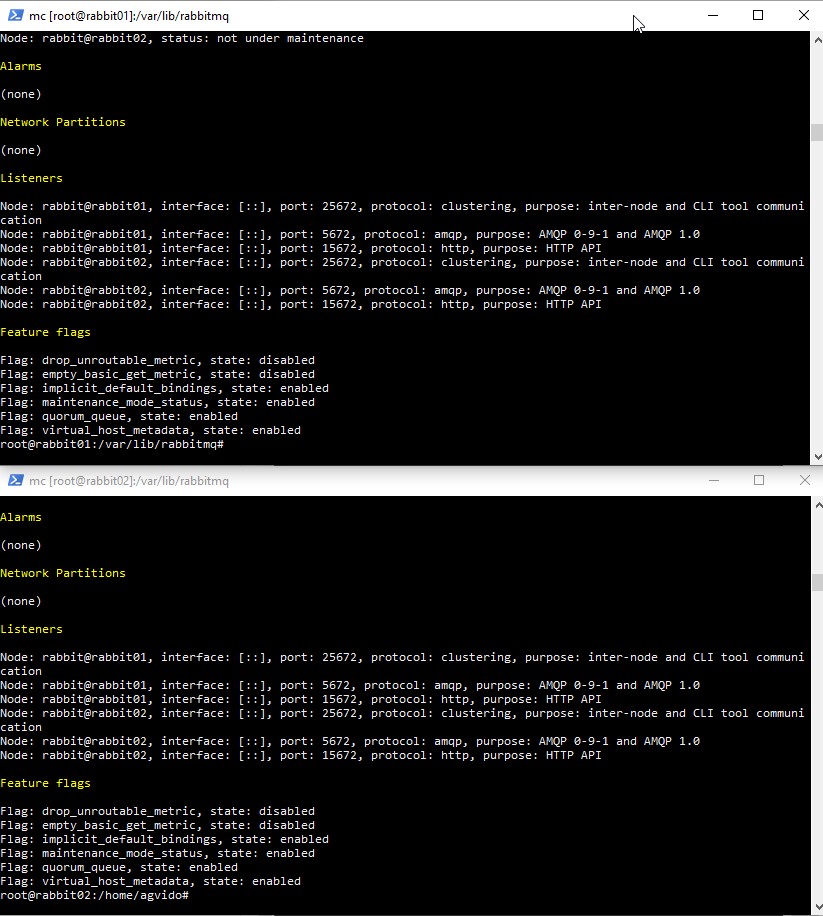 mc [root@rabbit01]:/var/lib/rabbitmq
Node: rabbit@rabbit02, status: not under maintenance
Alarms
(none)
Network Partitions
(none)
Listeners
Node: rabbit@rabbit01, interface: [::], port: 25672, protocol: clustering, purpose: inter-node and CLI tool communi
cation
Node: rabbit@rabbit01, interface: [::], port: 5672, protocol: amqp, purpose: AMQP 0-9-1 and AMQP 1.0
Node: rabbit@rabbit01, interface: [::], port: 15672, protocol: http, purpose: HTTP API
Node: rabbit@rabbit02, interface: [::], port: 25672, protocol: clustering, purpose: inter-node and CLI tool communi
cation
Node: rabbit@rabbit02, interface: [::], port: 5672, protocol: amqp, purpose: AMQP 0-9-1 and AMQP 1.0
Node: rabbit@rabbit02, interface: [::], port: 15672, protocol: http, purpose: HTTP API
Feature flags
Flag: drop_unroutable_metric, state: disabled
Flag: empty_basic_get_metric, state: disabled
Flag: implicit_default_bindings, state: enabled
Flag: maintenance_mode_status, state: enabled
Flag: quorum_queue, state: enabled
Flag: virtual_host_metadata, state: enabled
root@rabbit01:/var/lib/rabbitmq#
mc [root@rabbit02]:/var/lib/rabbitmq
Alarms
(none)
Network Partitions
(none)
Listeners
Node: rabbit@rabbit01, interface: [::], port: 25672, protocol: clustering, purpose: inter-node and CLI tool communi
cation
Node: rabbit@rabbit01, interface: [::], port: 5672, protocol: amqp, purpose: AMQP 0-9-1 and AMQP 1.0
Node: rabbit@rabbit01, interface: [::], port: 15672, protocol: http, purpose: HTTP API
Node: rabbit@rabbit02, interface: [::], port: 25672, protocol: clustering, purpose: inter-node and CLI tool communi
cation
Node: rabbit@rabbit02, interface: [::], port: 5672, protocol: amqp, purpose: AMQP 0-9-1 and AMQP 1.0
Node: rabbit@rabbit02, interface: [::], port: 15672, protocol: http, purpose: HTTP API
Feature flags
Flag: drop_unroutable_metric, state: disabled
Flag: empty_basic_get_metric, state: disabled
Flag: implicit_default_bindings, state: enabled
Flag: maintenance_mode_status, state: enabled
Flag: quorum_queue, state: enabled
Flag: virtual_host_metadata, state: enabled
root@rabbit02:/home/agvido#